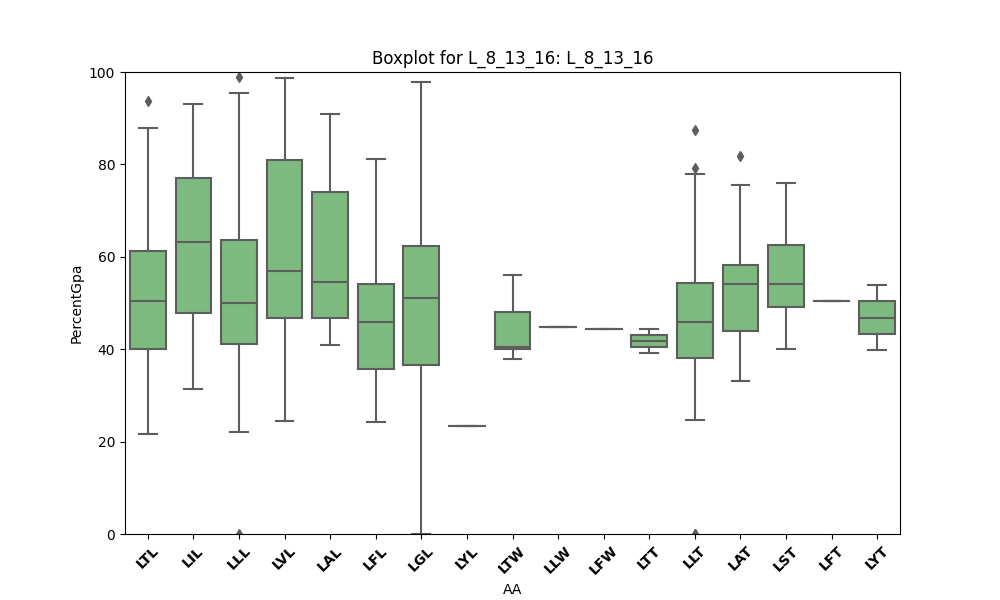 Boxplot for L_8_13_16: L_8_13_16
PercentGpa
100
80
60
40
20
0
LTL LIL LLL LVL LAL LFL LGL LYL LTW LLW LFW LTT LLT LAT LST LFT LYT
AA